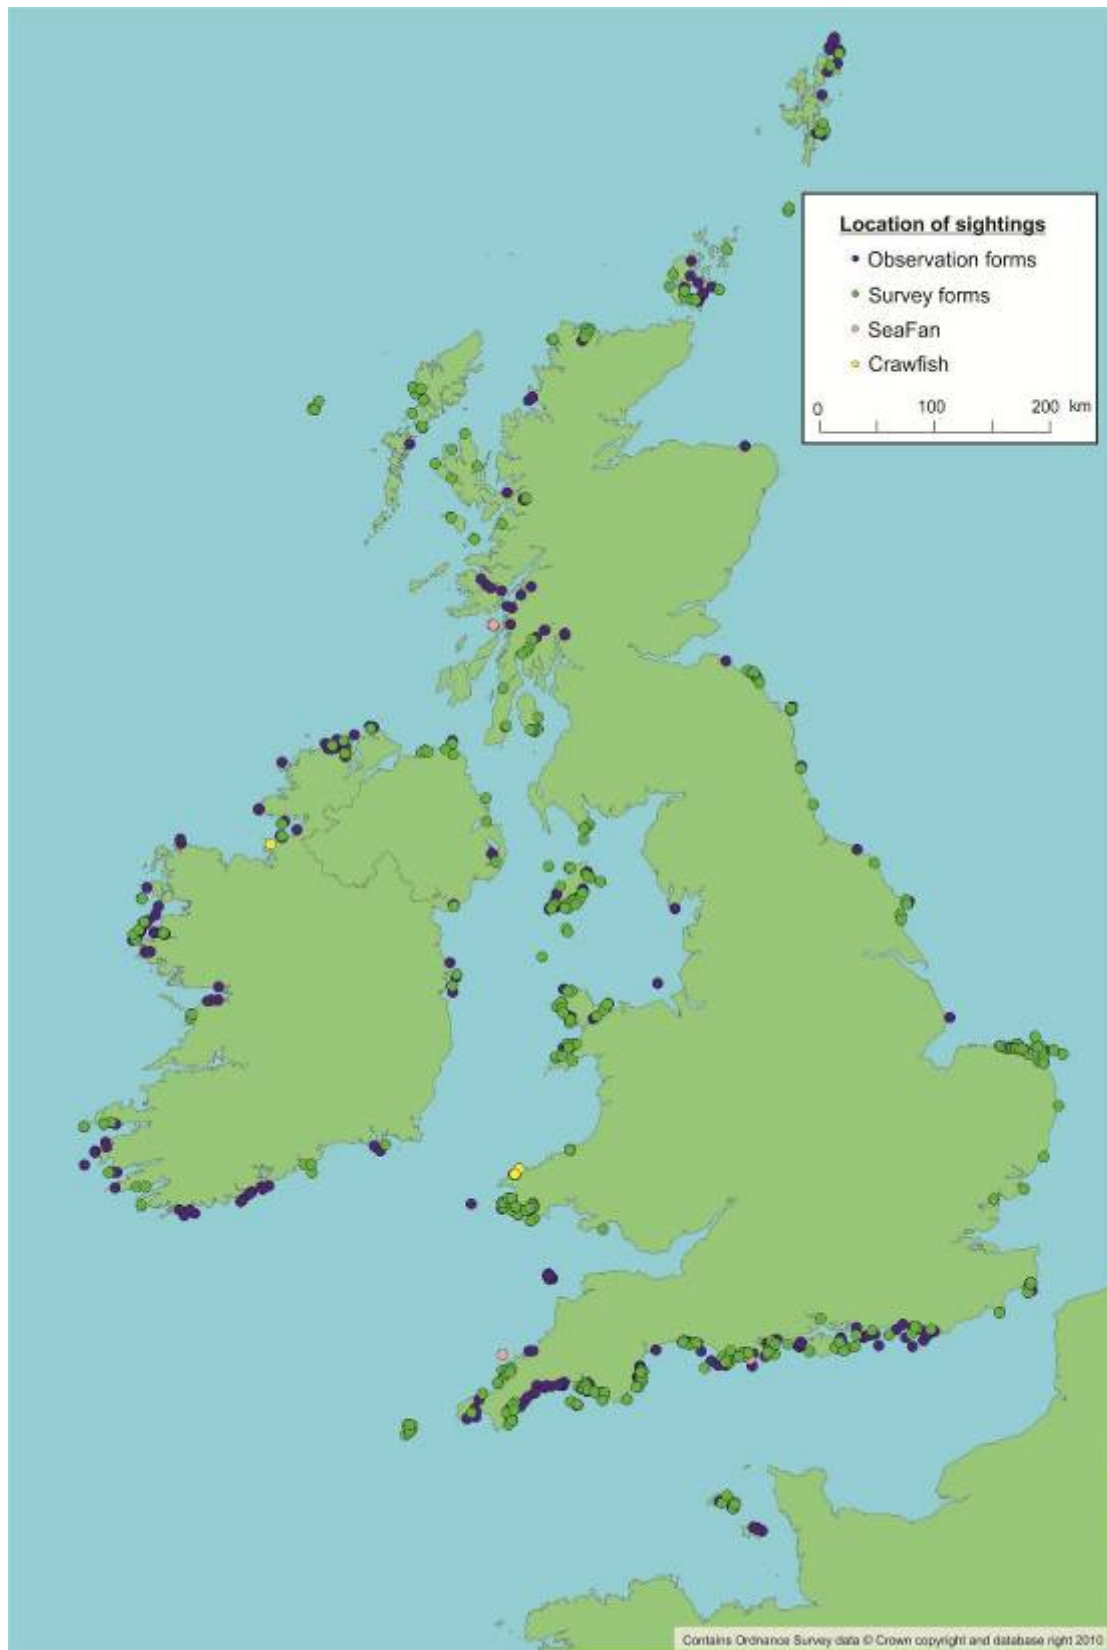 Location of sightings
Observation forms
Survey forms
SeaFan
Crawfish
0 100 200 km
Contains Ordnance Survey data © Crown copyright and database right 2010